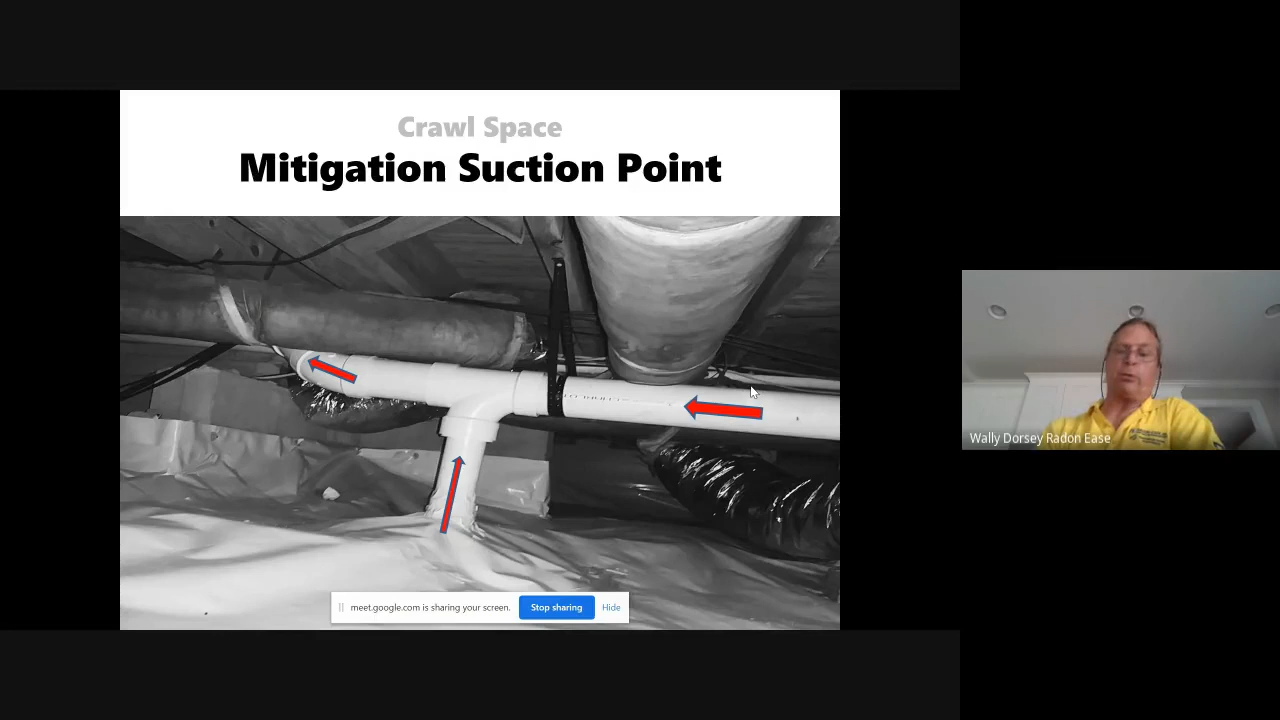 Crawl Space
Mitigation Suction Point
meet.google.com is sharing your screen.
Stop sharing
Hide
Wally Dorsey Radon Ease